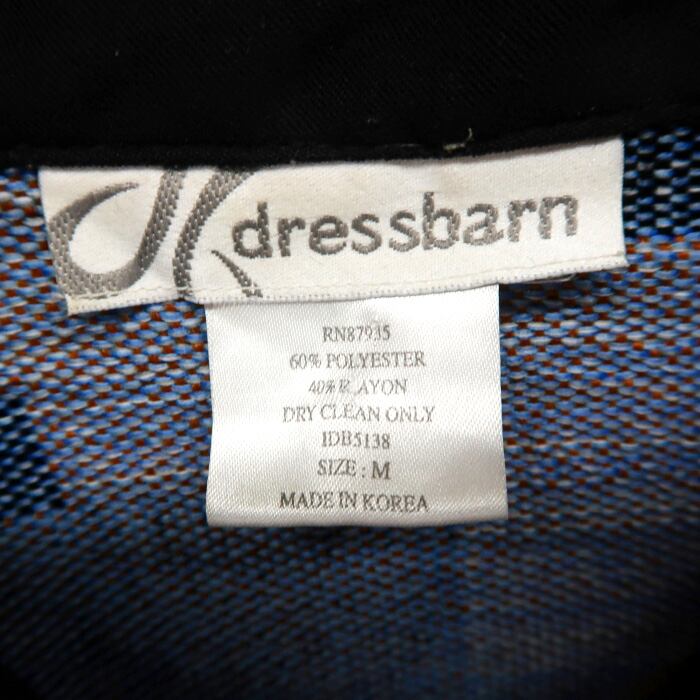 dressbarn
RN87935
60% POLYESTER
40% RAYON
DRY CLEAN ONLY
IDB5138
SIZE: M
MADE IN KOREA